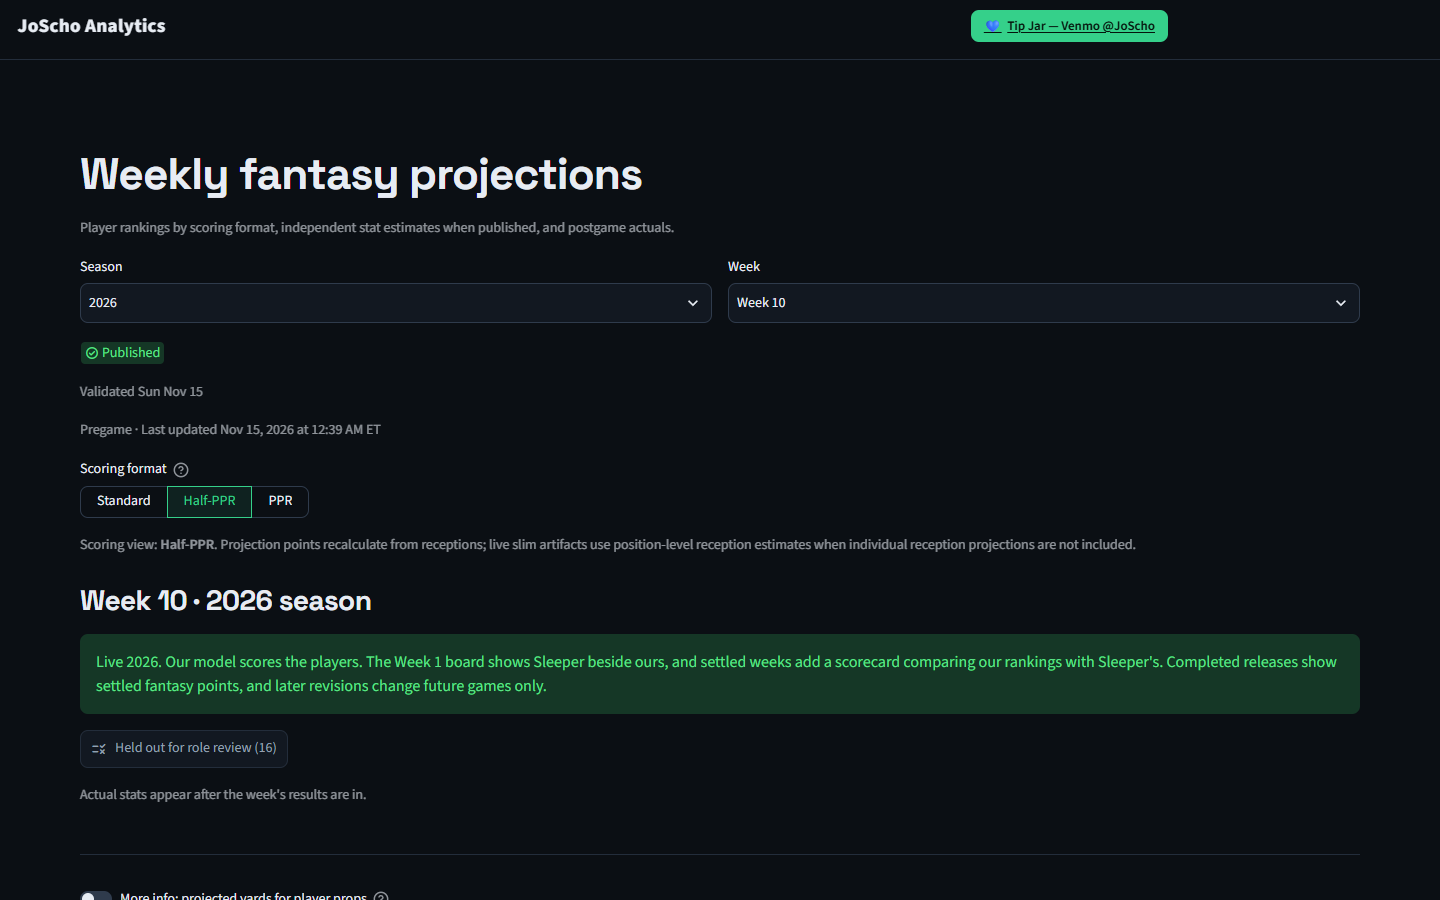 JoScho Analytics
💙 Tip Jar — Venmo @JoScho
Weekly fantasy projections
Player rankings by scoring format, independent stat estimates when published, and postgame actuals.
Season
Week
2026
Week 10
Published
Validated Sun Nov 15
Pregame · Last updated Nov 15, 2026 at 12:39 AM ET
Scoring format
Standard
Half-PPR
PPR
Scoring view: Half-PPR. Projection points recalculate from receptions; live slim artifacts use position-level reception estimates when individual reception projections are not included.
Week 10 · 2026 season
Live 2026. Our model scores the players. The Week 1 board shows Sleeper beside ours, and settled weeks add a scorecard comparing our rankings with Sleeper's. Completed releases show
settled fantasy points, and later revisions change future games only.
Held out for role review (16)
Actual stats appear after the week's results are in.
More info: projected yards for player props